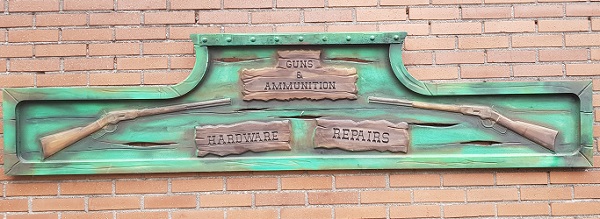 GUNS
&
AMMUNITION
HARDWARE
REPAIRS